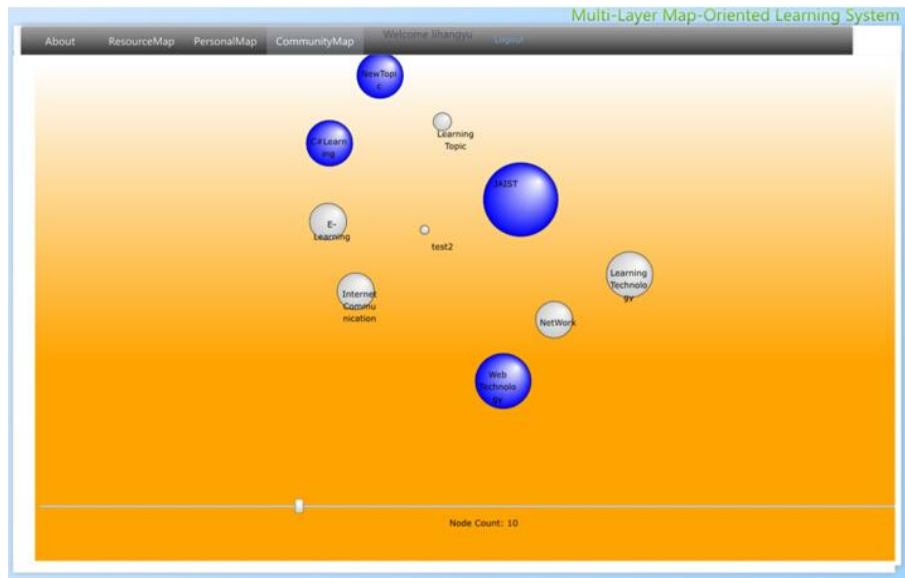 Multi-Layer Map-Oriented Learning System
About ResourceMap PersonalMap CommunityMap Welcome lihangyu Logout
NewTopi
c
Learning
Topic
C#Learn
ing
JAIST
E-
Learning
test2
Learning
Technolo
gy
Internet
Commu
nication
NetWork
Web
Technolo
gy
Node Count: 10